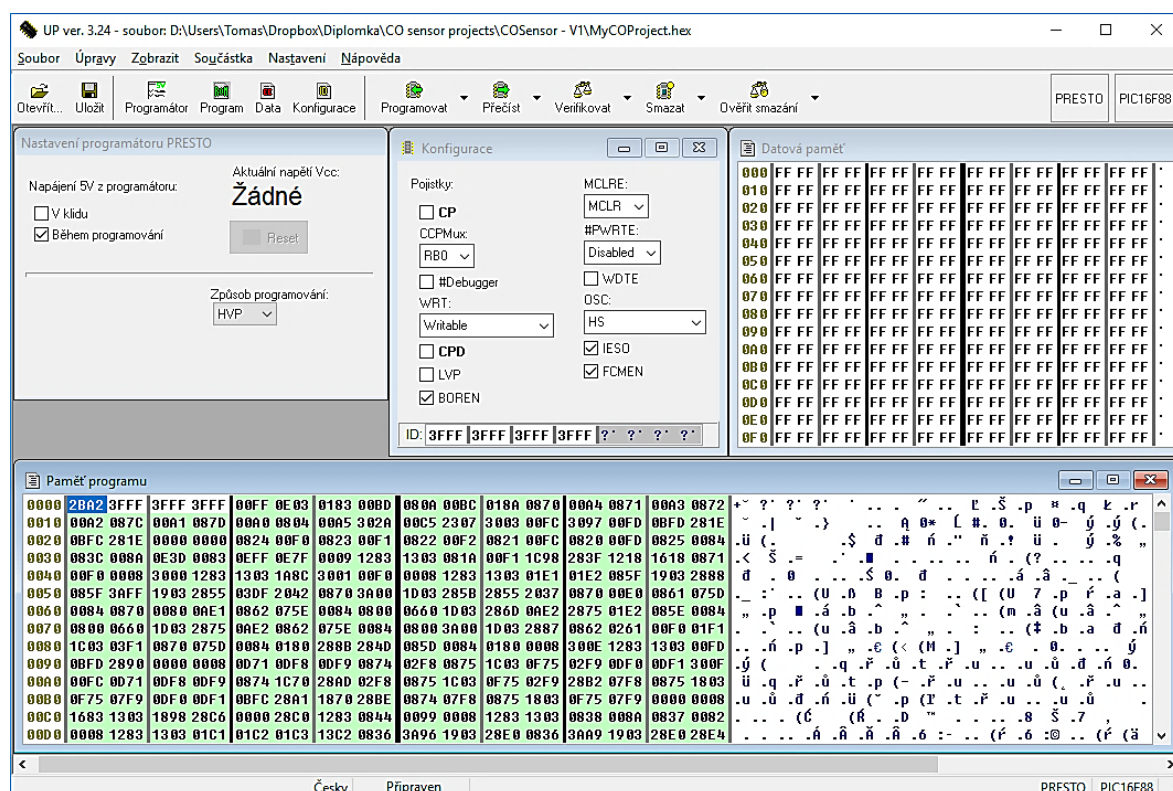 UP ver. 3.24 - soubor: D:\Users\Tomas\Dropbox\Diplomka\CO sensor projects\COSensor - V1\MyCOProject.hex
Soubor Úpravy Zobrazit Součástka Nastavení Nápověda
Otevřít... Uložit Programátor Program Data Konfigurace Programovat Přečíst Verifikovat Smazat Ověřit smazání PRESTO PIC16F88
Nastavení programátoru PRESTO
Napájení 5V z programátoru:
V klidu
Během programování
Aktuální napětí Vcc:
Žádné
Reset
Způsob programování:
HVP
Konfigurace
Pojistky:
CP
CCPMux:
RB0
#Debugger
WRT:
Writable
CPD
LVP
BOREN
MCLRE:
MCLR
#PWRTE:
Disabled
WDTE
OSC:
HS
IESO
FCMEN
ID: 3FFF 3FFF 3FFF 3FFF ?· ?· ?· ?·
Datová paměť
000 FF FF FF FF FF FF FF FF FF FF FF FF FF FF FF FF
010 FF FF FF FF FF FF FF FF FF FF FF FF FF FF FF FF
020 FF FF FF FF FF FF FF FF FF FF FF FF FF FF FF FF
030 FF FF FF FF FF FF FF FF FF FF FF FF FF FF FF FF
040 FF FF FF FF FF FF FF FF FF FF FF FF FF FF FF FF
050 FF FF FF FF FF FF FF FF FF FF FF FF FF FF FF FF
060 FF FF FF FF FF FF FF FF FF FF FF FF FF FF FF FF
070 FF FF FF FF FF FF FF FF FF FF FF FF FF FF FF FF
080 FF FF FF FF FF FF FF FF FF FF FF FF FF FF FF FF
090 FF FF FF FF FF FF FF FF FF FF FF FF FF FF FF FF
0A0 FF FF FF FF FF FF FF FF FF FF FF FF FF FF FF FF
0B0 FF FF FF FF FF FF FF FF FF FF FF FF FF FF FF FF
0C0 FF FF FF FF FF FF FF FF FF FF FF FF FF FF FF FF
0D0 FF FF FF FF FF FF FF FF FF FF FF FF FF FF FF FF
0E0 FF FF FF FF FF FF FF FF FF FF FF FF FF FF FF FF
0F0 FF FF FF FF FF FF FF FF FF FF FF FF FF FF FF FF
Paměť programu
0000 2BA2 3FFF 3FFF 3FFF 00FF 0E03 0183 00BD 080A 00BC 018A 0870 00A4 0871 00A3 0872
0010 00A2 087C 00A1 087D 00A0 0804 00A5 302A 00C5 2307 3003 00FC 3097 00FD 0BFD 281E
0020 0BFC 281E 0000 0000 0824 00F0 0823 00F1 0822 00F2 0821 00FC 0820 00FD 0825 0084
0030 083C 008A 0E3D 0083 0EFF 0E7F 0009 1283 1303 081A 00F1 1C98 283F 1218 1618 0871
0040 00F0 0008 3000 1283 1303 1A8C 3001 00F0 0008 1283 1303 01E1 01E2 085F 1903 2888
0050 085F 3AFF 1903 2855 03DF 2042 0870 3A00 1D03 285B 2855 2037 0870 00E0 0861 075D
0060 0084 0870 0080 0AE1 0862 075E 0084 0800 0660 1D03 286D 0AE2 2875 01E2 085E 0084
0070 0800 0660 1D03 2875 0AE2 0862 075E 0084 0800 3A00 1D03 2887 0862 0261 00F0 01F1
0080 1C03 03F1 0870 075D 0084 0180 288B 284D 085D 0084 0180 0008 300E 1283 1303 00FD
0090 0BFD 2890 0000 0008 0D71 0DF8 0DF9 0874 02F8 0875 1C03 0F75 02F9 0DF0 0DF1 300F
00A0 00FC 0D71 0DF8 0DF9 0874 1C70 28AD 02F8 0875 1C03 0F75 02F9 28B2 07F8 0875 1803
00B0 0F75 07F9 0DF0 0DF1 0BFC 28A1 1870 28BE 0874 07F8 0875 1803 0F75 07F9 0000 0008
00C0 1683 1303 1898 28C6 0000 28C0 1283 0844 0099 0008 1283 1303 0838 008A 0837 0082
00D0 0008 1283 1303 01C1 01C2 01C3 13C2 0836 3A96 1903 28E0 0836 3AA9 1903 28E0 28E4
Česky Připraven PRESTO PIC16F88